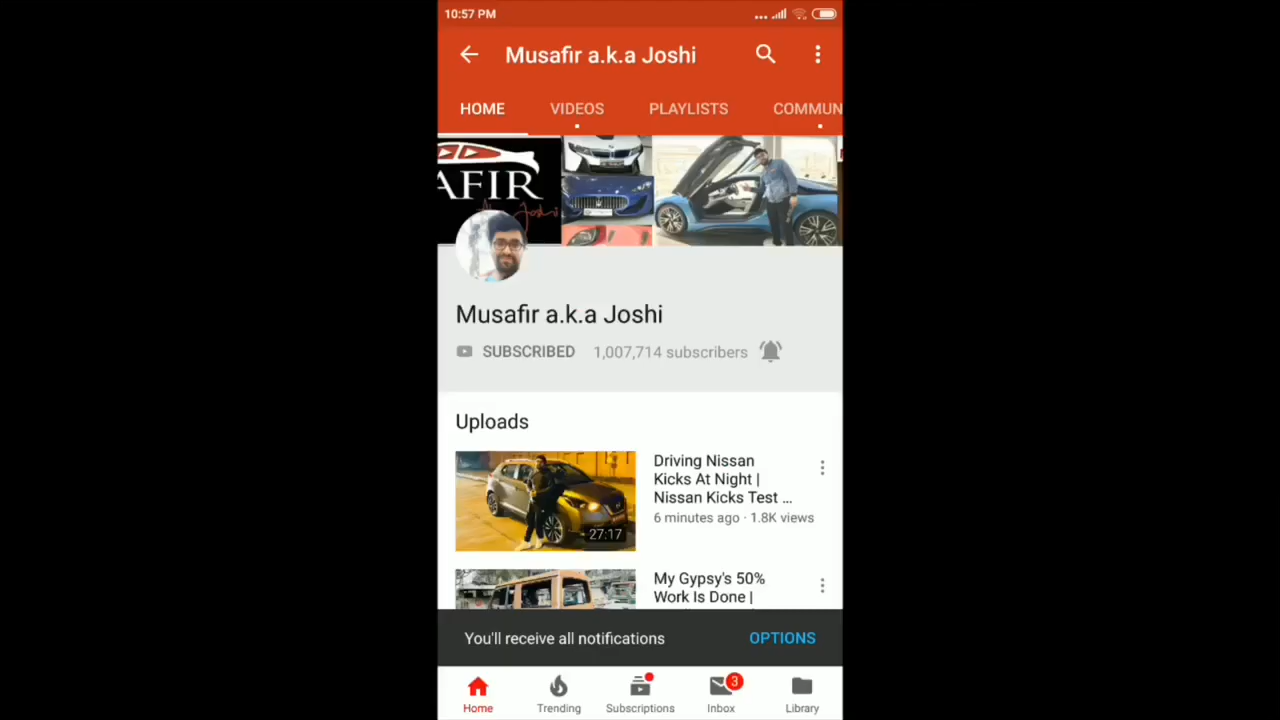 10:57 PM
Musafir a.k.a Joshi
HOME VIDEOS PLAYLISTS COMMUN
AFIR
Joshi
Musafir a.k.a Joshi
SUBSCRIBED 1,007,714 subscribers
Uploads
Driving Nissan
Kicks At Night |
Nissan Kicks Test ...
6 minutes ago · 1.8K views
27:17
My Gypsy's 50%
Work Is Done |
You'll receive all notifications OPTIONS
3
Home Trending Subscriptions Inbox Library